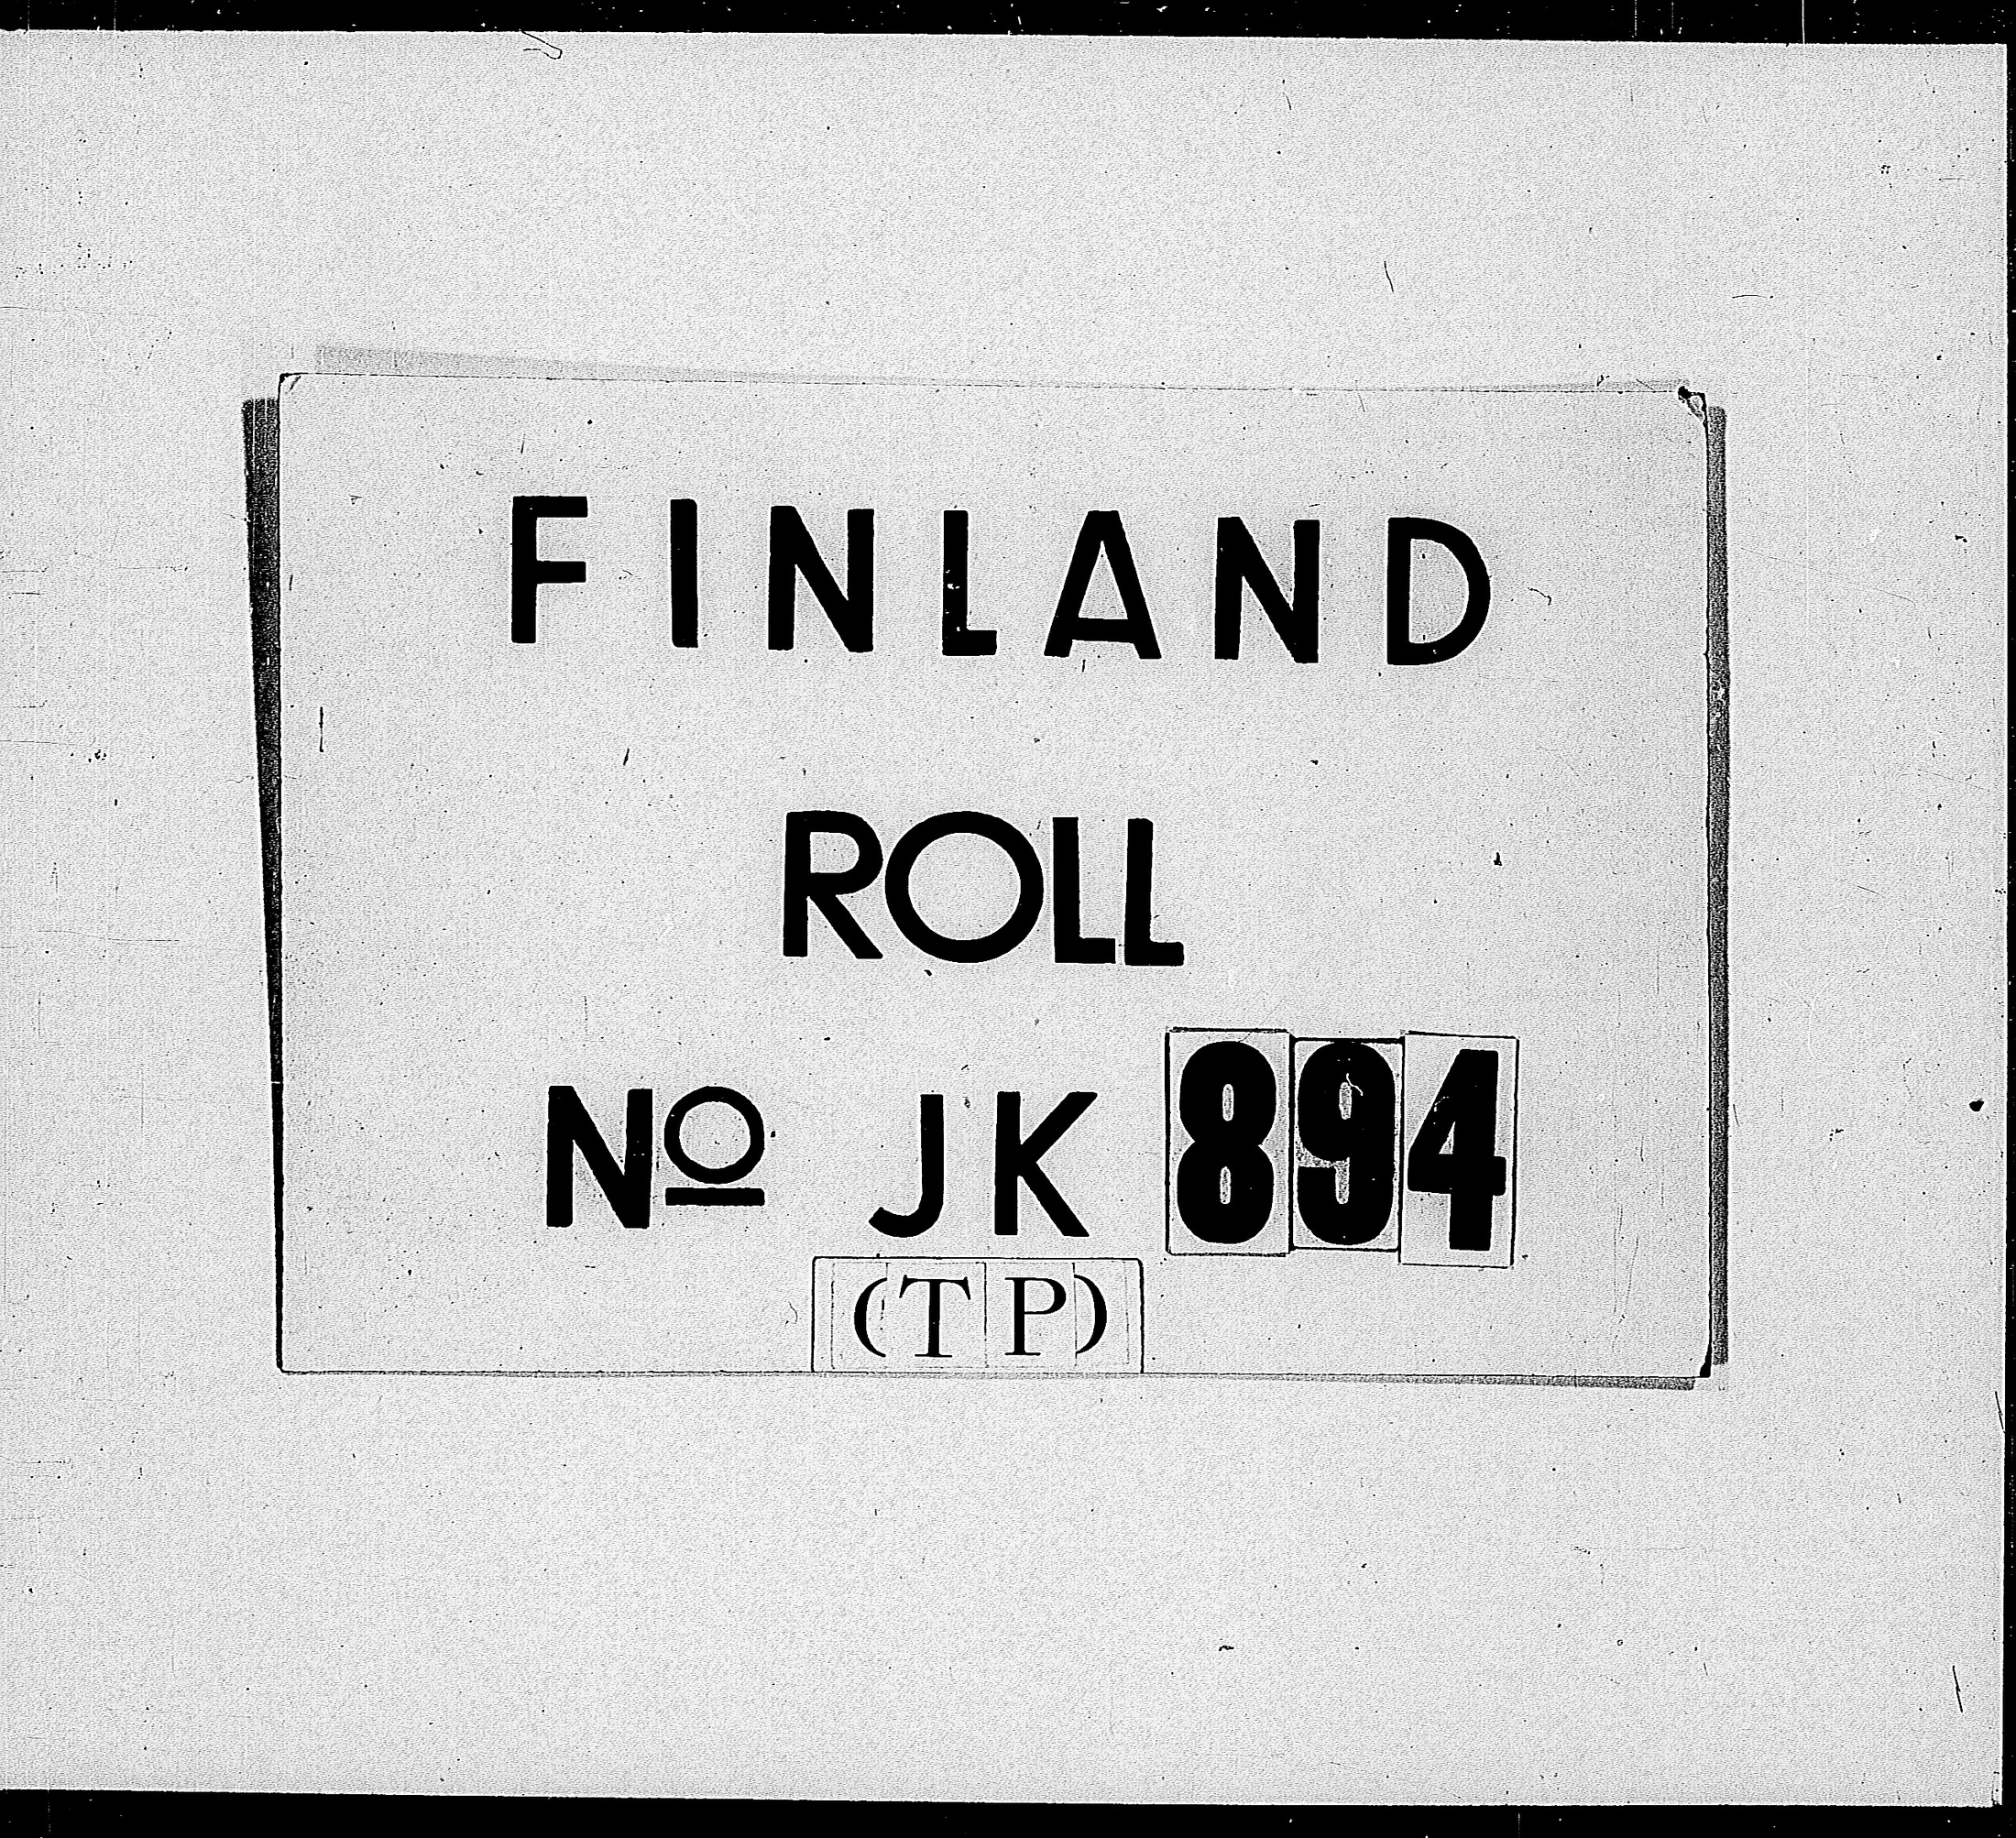 FINLAND
ROLL
Nº JK 894
(TP)